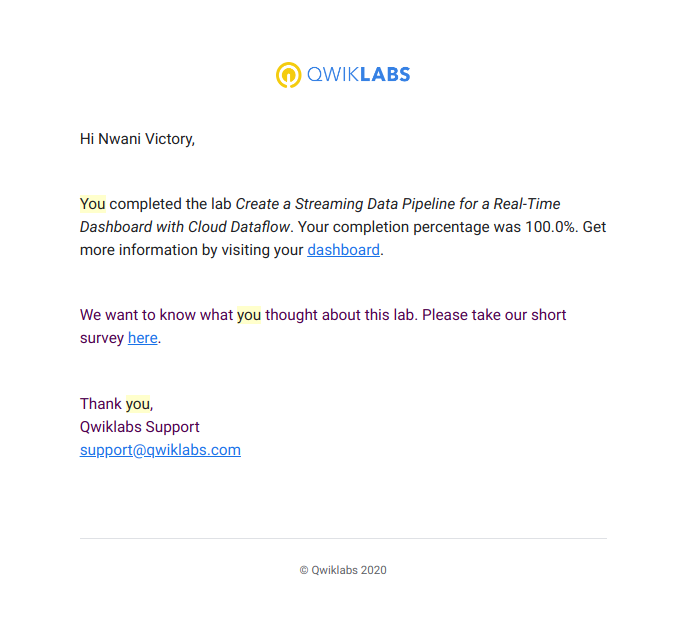 QWIKLABS
Hi Nwani Victory,
You completed the lab Create a Streaming Data Pipeline for a Real-Time
Dashboard with Cloud Dataflow. Your completion percentage was 100.0%. Get
more information by visiting your dashboard.
We want to know what you thought about this lab. Please take our short
survey here.
Thank you,
Qwiklabs Support
support@qwiklabs.com
© Qwiklabs 2020